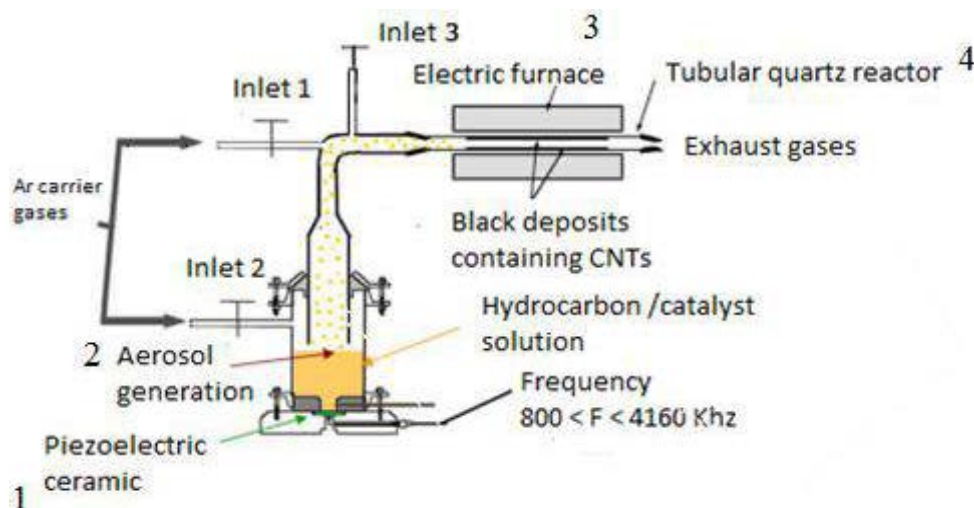 Inlet 3
3
Electric furnace
Tubular quartz reactor
4
Inlet 1
Exhaust gases
Ar carrier
gases
Black deposits
containing CNTs
Inlet 2
Hydrocarbon /catalyst
solution
2
Aerosol
generation
Frequency
800 < F < 4160 Khz
Piezoelectric
ceramic
1